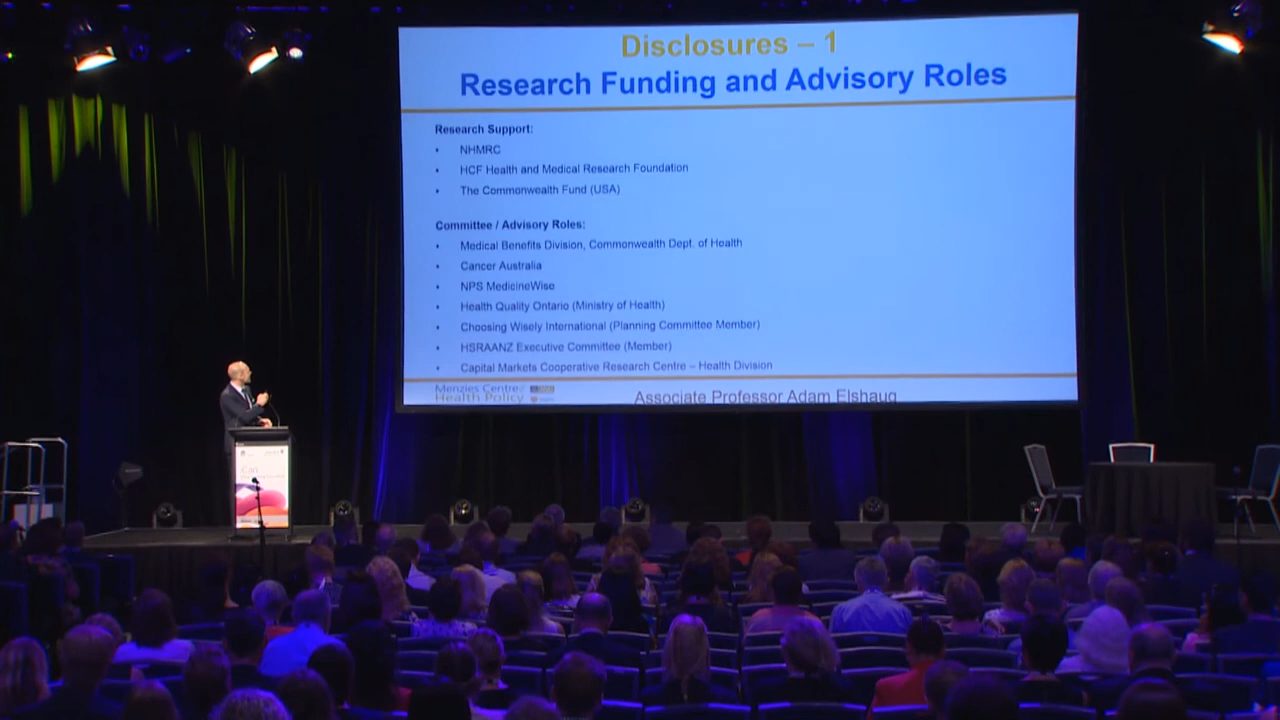 Disclosures – 1
Research Funding and Advisory Roles
Research Support:
• NHMRC
• HCF Health and Medical Research Foundation
• The Commonwealth Fund (USA)
Committee / Advisory Roles:
• Medical Benefits Division, Commonwealth Dept. of Health
• Cancer Australia
• NPS MedicineWise
• Health Quality Ontario (Ministry of Health)
• Choosing Wisely International (Planning Committee Member)
• HSRAANZ Executive Committee (Member)
• Capital Markets Cooperative Research Centre – Health Division
Menzies Centre
Health Policy
Associate Professor Adam Elshaug